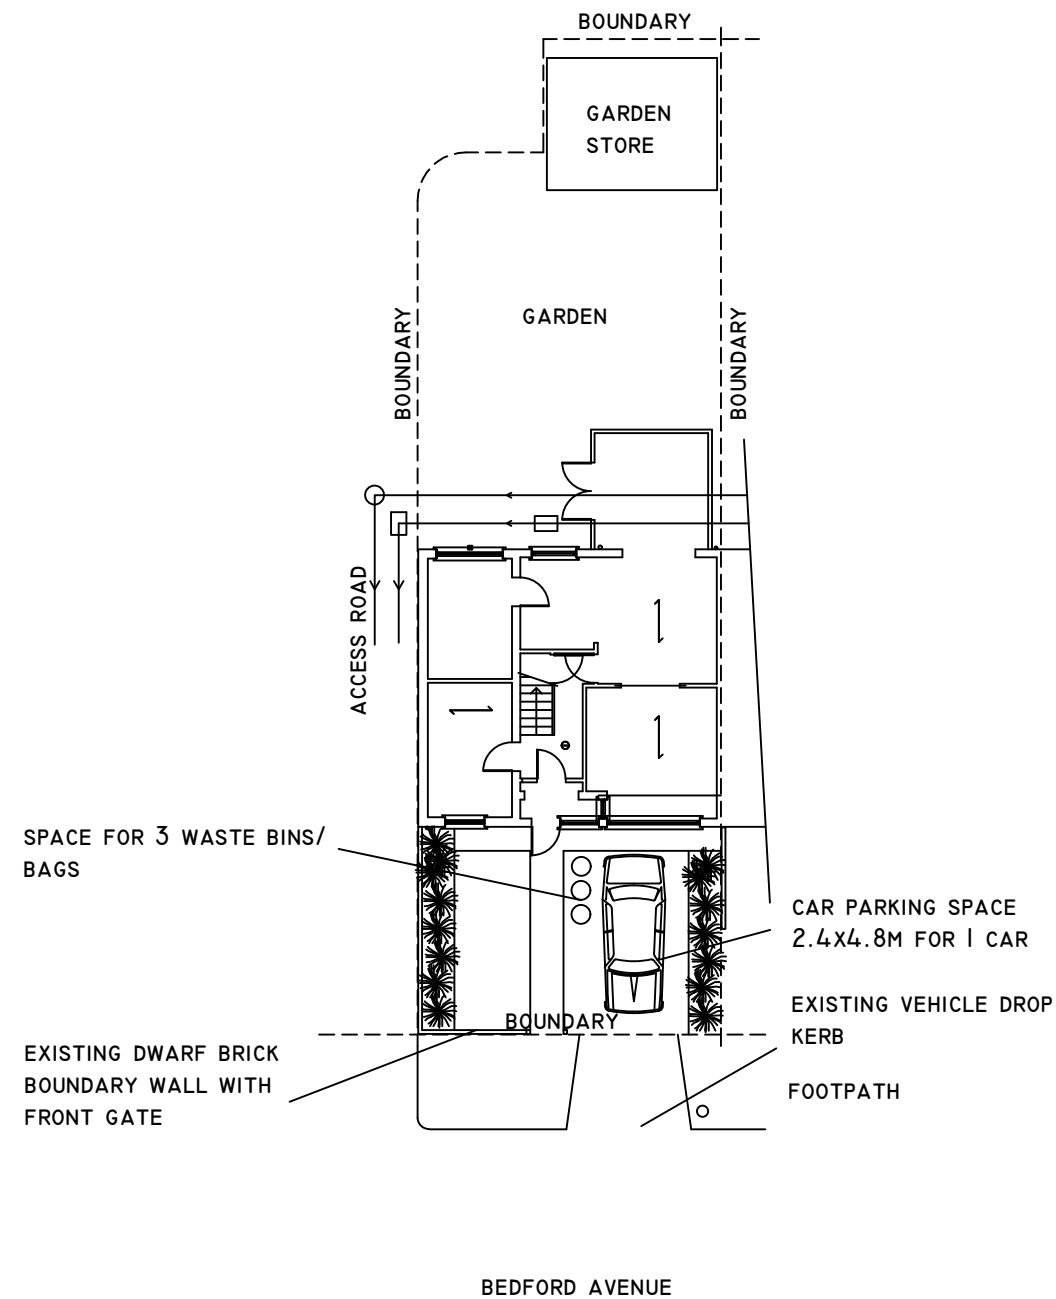 BOUNDARY
GARDEN
STORE
GARDEN
BOUNDARY
BOUNDARY
ACCESS ROAD
SPACE FOR 3 WASTE BINS/
BAGS
CAR PARKING SPACE
2.4X4.8M FOR 1 CAR
EXISTING VEHICLE DROP
KERB
BOUNDARY
EXISTING DWARF BRICK
BOUNDARY WALL WITH
FRONT GATE
FOOTPATH
BEDFORD AVENUE